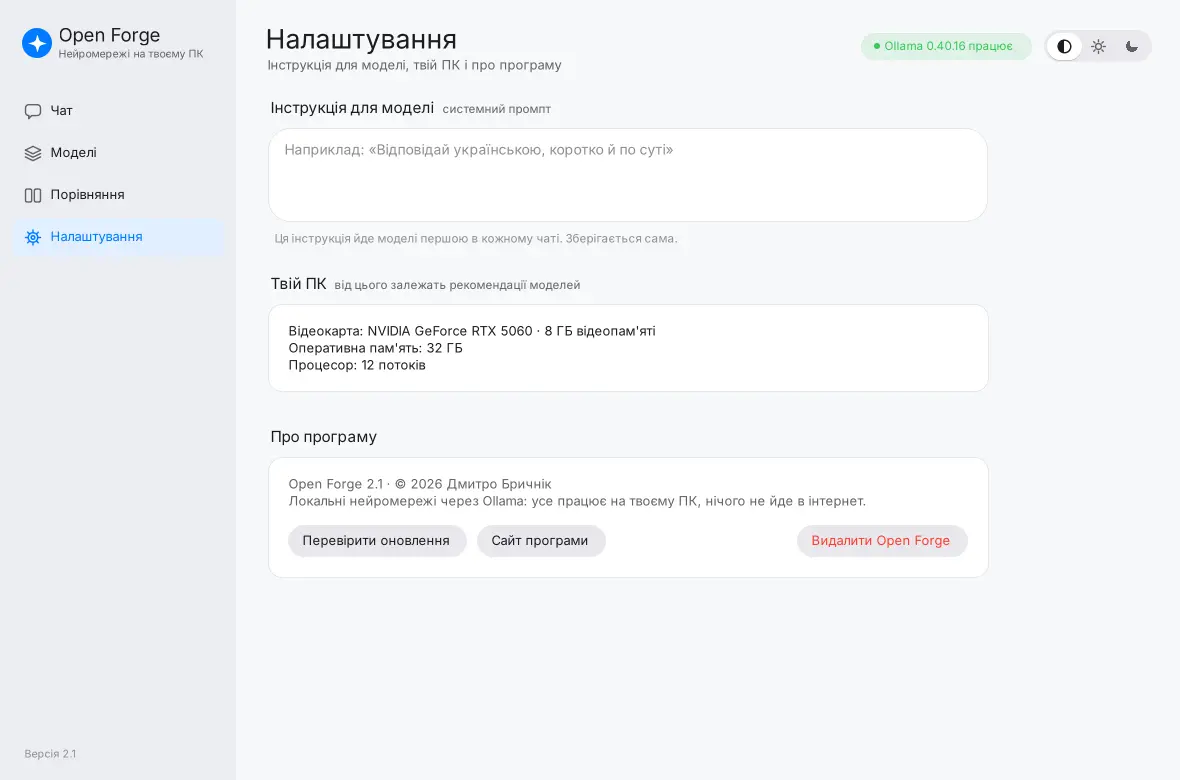 Open Forge
Нейромережі на твоєму ПК
Чат
Моделі
Порівняння
Налаштування
Версія 2.1
Налаштування
Інструкція для моделі, твій ПК і про програму
Ollama 0.40.16 працює
Інструкція для моделі системний промпт
Наприклад: «Відповідай українською, коротко й по суті»
Ця інструкція йде моделі першою в кожному чаті. Зберігається сама.
Твій ПК від цього залежать рекомендації моделей
Відеокарта: NVIDIA GeForce RTX 5060 · 8 ГБ відеопам'яті
Оперативна пам'ять: 32 ГБ
Процесор: 12 потоків
Про програму
Open Forge 2.1 · © 2026 Дмитро Бричнік
Локальні нейромережі через Ollama: усе працює на твоєму ПК, нічого не йде в інтернет.
Перевірити оновлення
Сайт програми
Видалити Open Forge